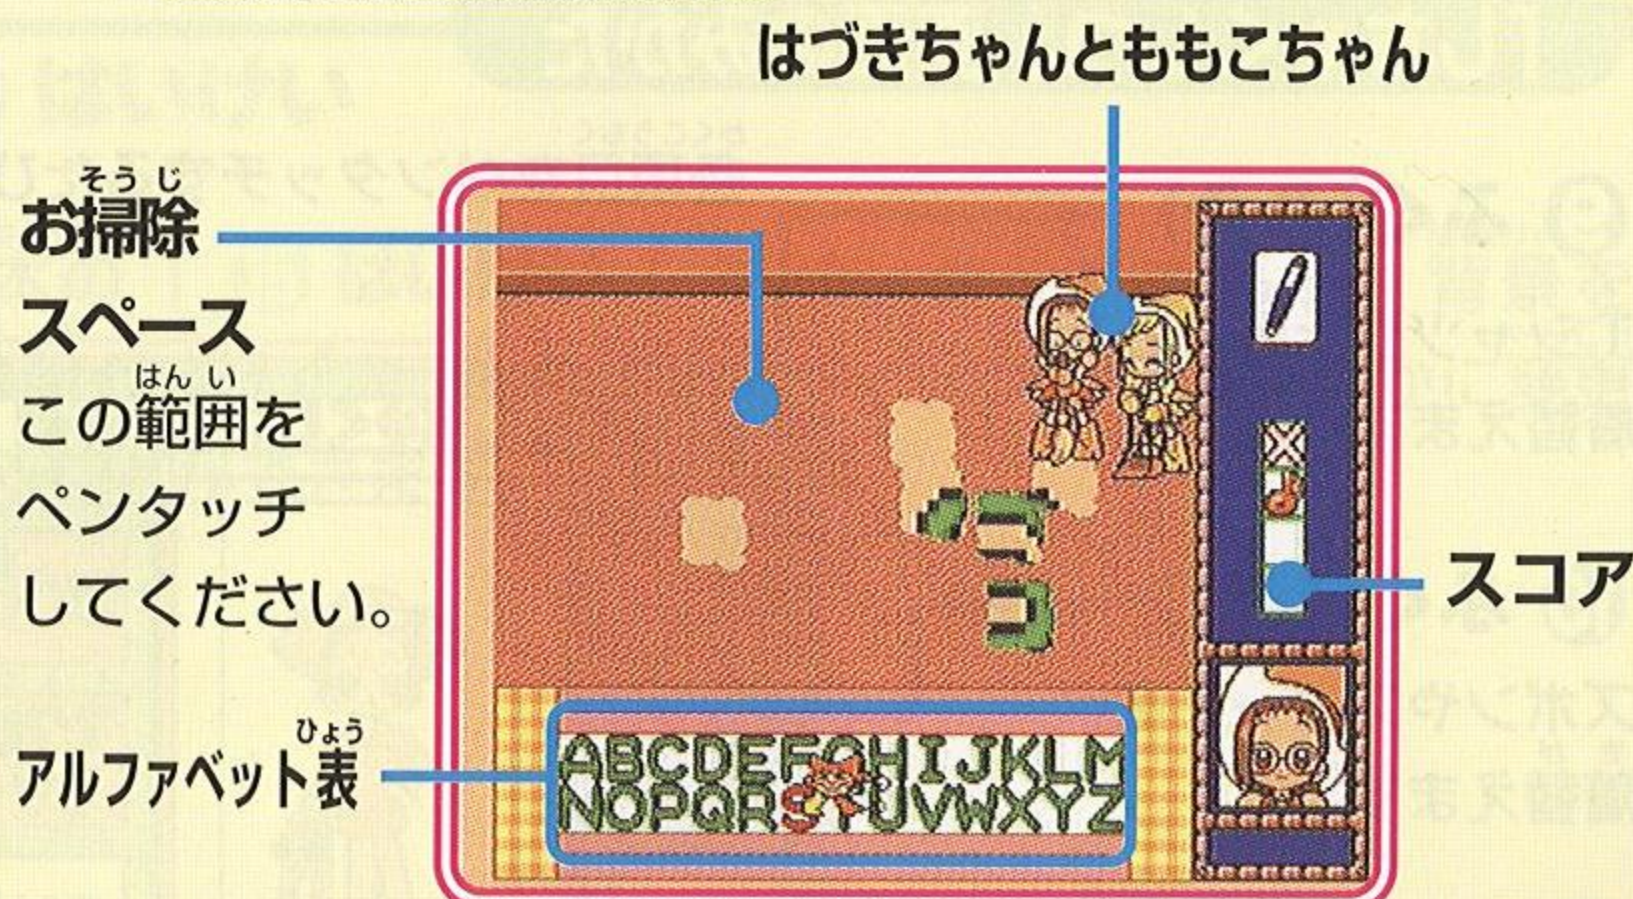 はづきちゃんとももこちゃん
そうじ
お掃除
スペース
はんい
この範囲を
ペンタッチ
してください。
スコア
ひょう
アルファベット表
ABCDEFGHIJKLM
NOPQRSTUVWXYZ